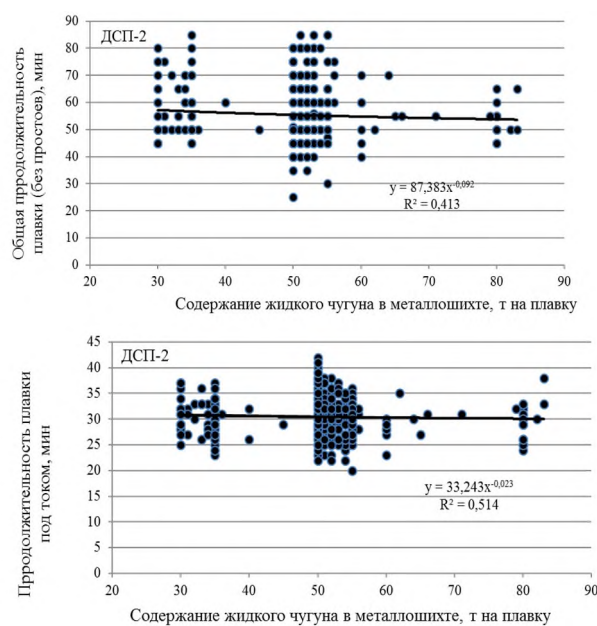 Общая прродолжительность
плавки (без простоев), мин
90
80
70
60
50
40
30
20
10
0
ДСП-2
y = 87,383x^-0,092
R² = 0,413
20 30 40 50 60 70 80 90
Содержание жидкого чугуна в металлошихте, т на плавку
Прродолжительность плавки
под током, мин
45
40
35
30
25
20
15
10
5
0
ДСП-2
y = 33,243x^-0,023
R² = 0,514
20 30 40 50 60 70 80 90
Содержание жидкого чугуна в металлошихте, т на плавку